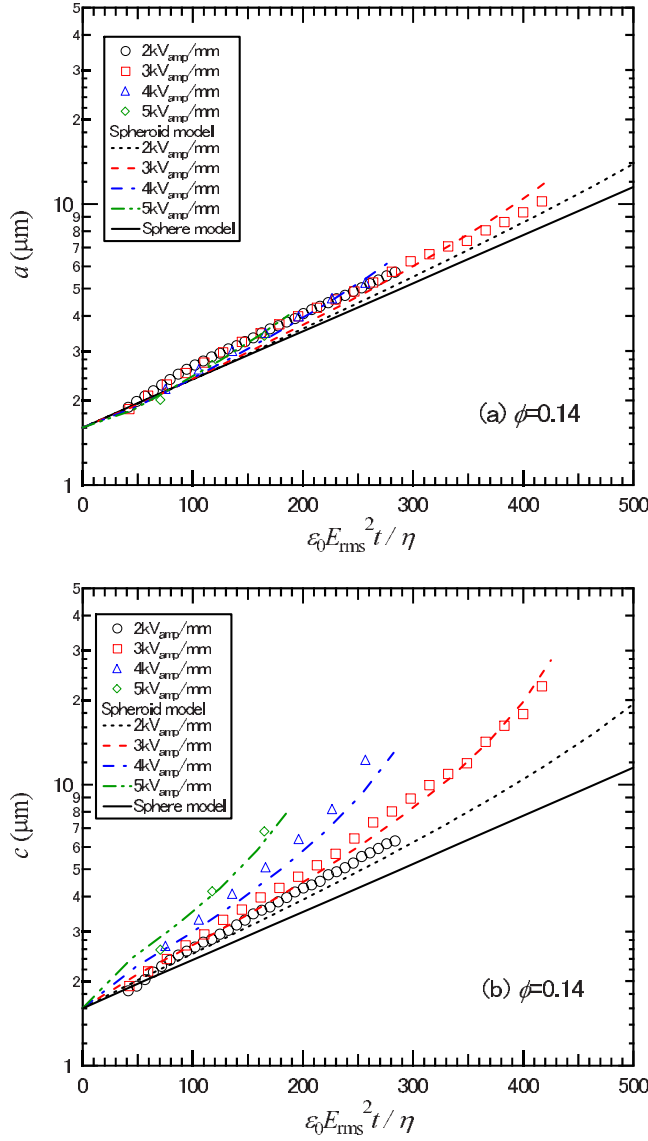 5
4
3
2
10
9
8
7
6
5
4
3
2
1
a (μm)
2kVamp/mm
3kVamp/mm
4kVamp/mm
5kVamp/mm
Spheroid model
2kVamp/mm
3kVamp/mm
4kVamp/mm
5kVamp/mm
Sphere model
(a) ϕ=0.14
0 100 200 300 400 500
ε0Erms²t / η
5
4
3
2
10
9
8
7
6
5
4
3
2
1
c (μm)
2kVamp/mm
3kVamp/mm
4kVamp/mm
5kVamp/mm
Spheroid model
2kVamp/mm
3kVamp/mm
4kVamp/mm
5kVamp/mm
Sphere model
(b) ϕ=0.14
0 100 200 300 400 500
ε0Erms²t / η